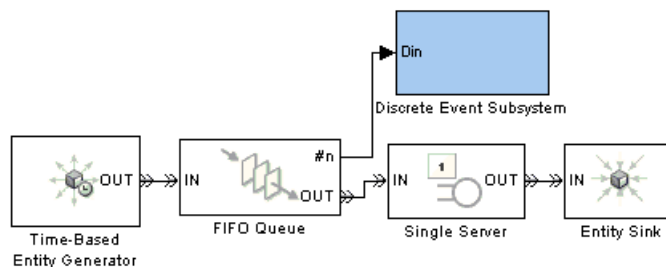 Din
Discrete Event Subsystem
OUT
IN
#n
OUT
IN
1
OUT
IN
Time-Based
Entity Generator
FIFO Queue
Single Server
Entity Sink